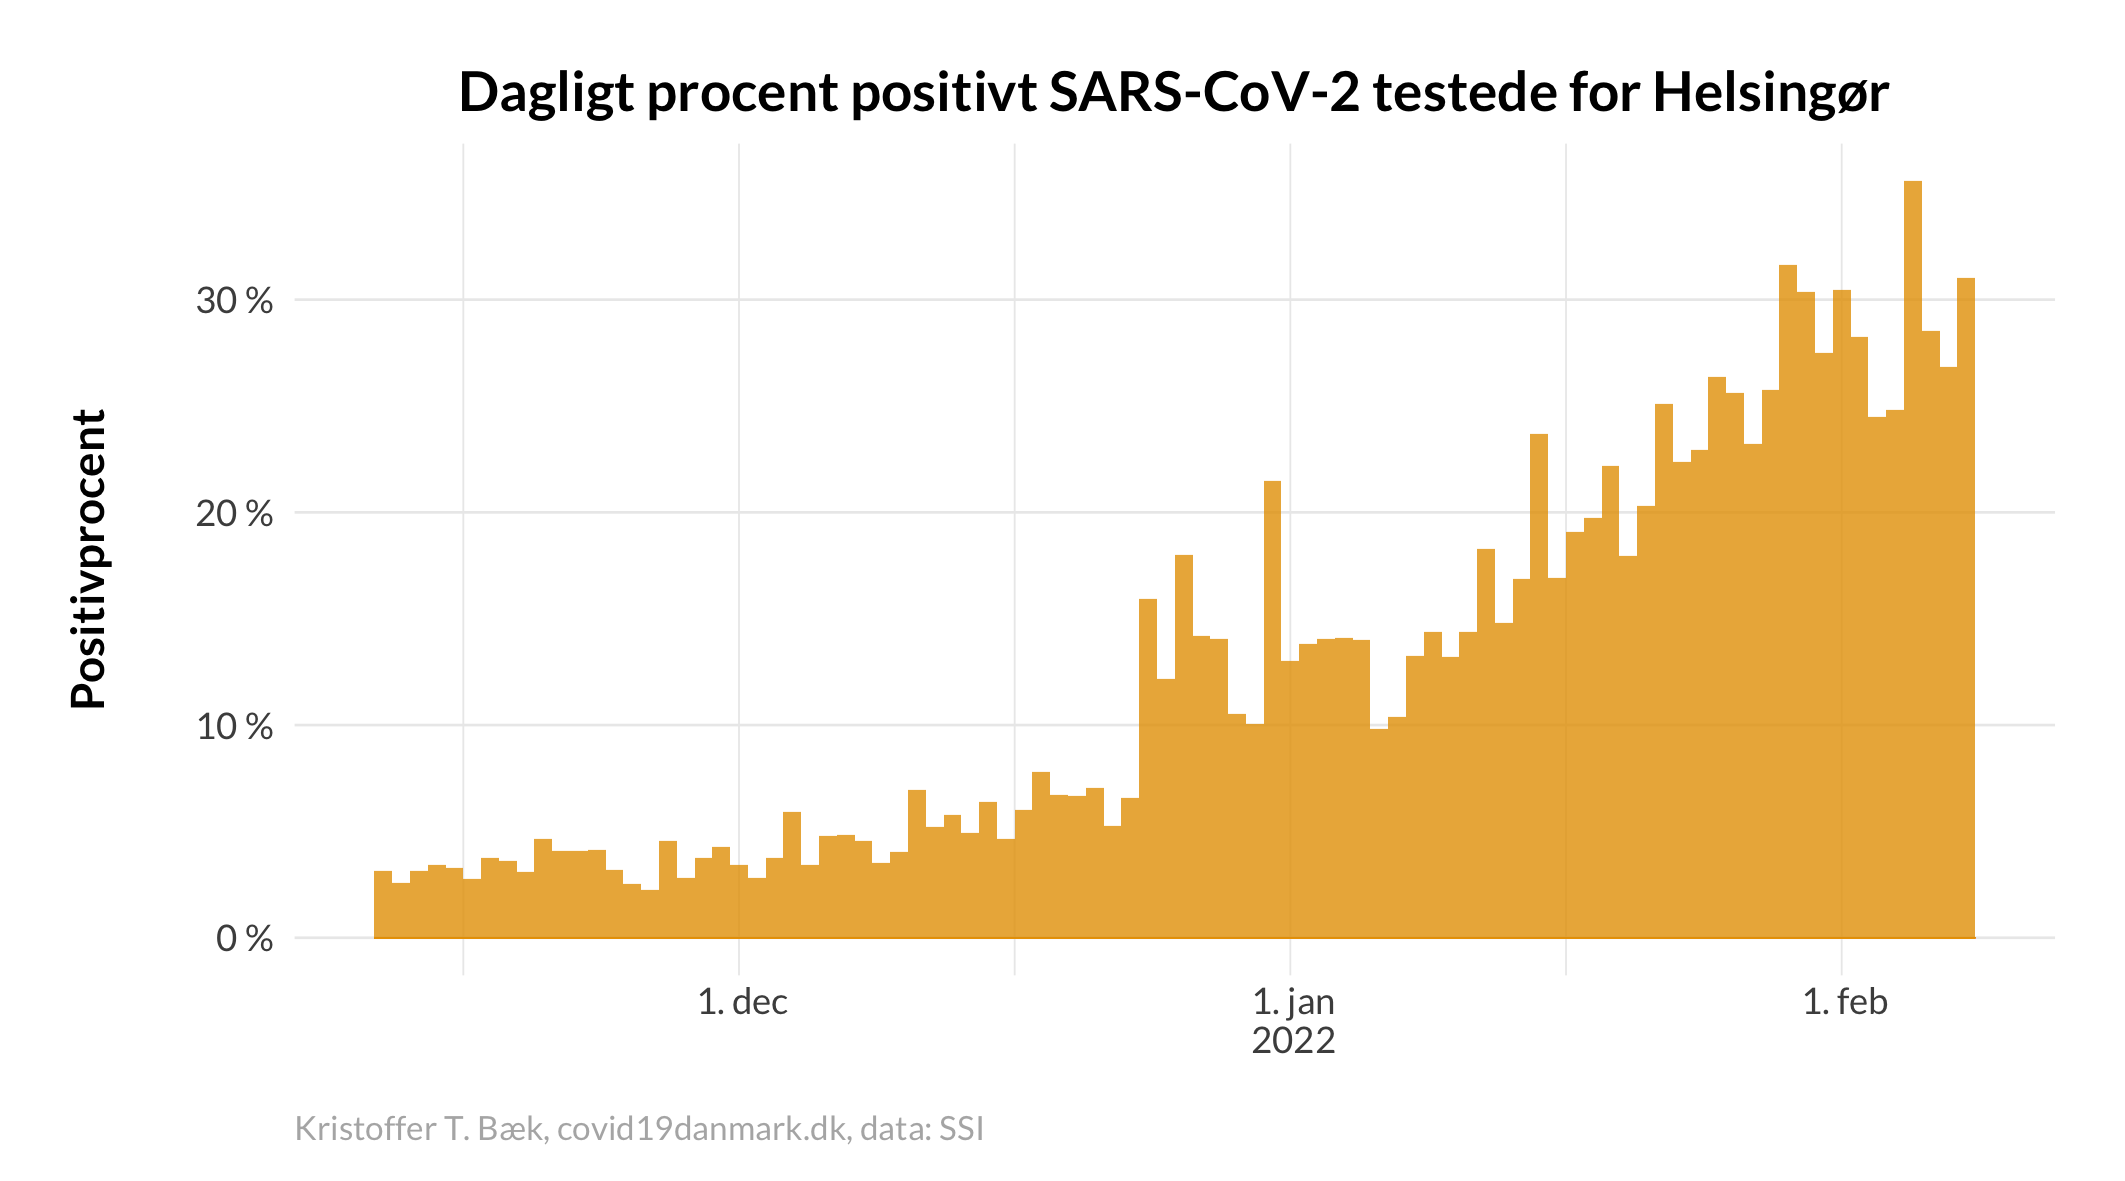 Dagligt procent positivt SARS-CoV-2 testede for Helsingør
Positivprocent
30 %
20 %
10 %
0 %
1. dec
1. jan
2022
1. feb
Kristoffer T. Bæk, covid19danmark.dk, data: SSI